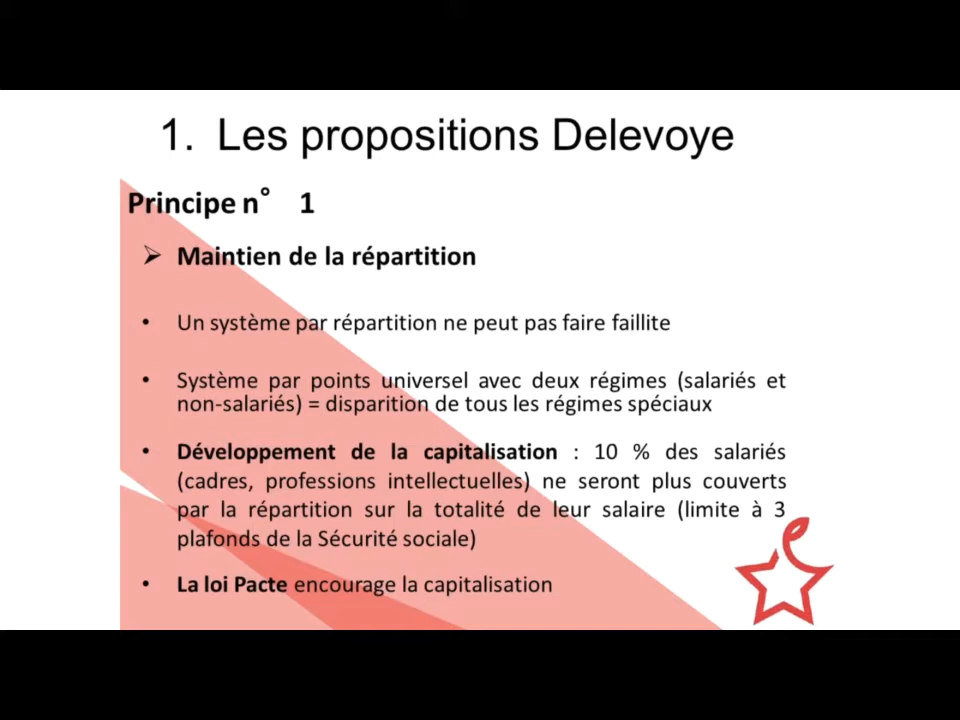 1. Les propositions Delevoye
Principe n° 1
➢ Maintien de la répartition
• Un système par répartition ne peut pas faire faillite
• Système par points universel avec deux régimes (salariés et
non-salariés) = disparition de tous les régimes spéciaux
• Développement de la capitalisation : 10 % des salariés
(cadres, professions intellectuelles) ne seront plus couverts
par la répartition sur la totalité de leur salaire (limite à 3
plafonds de la Sécurité sociale)
• La loi Pacte encourage la capitalisation